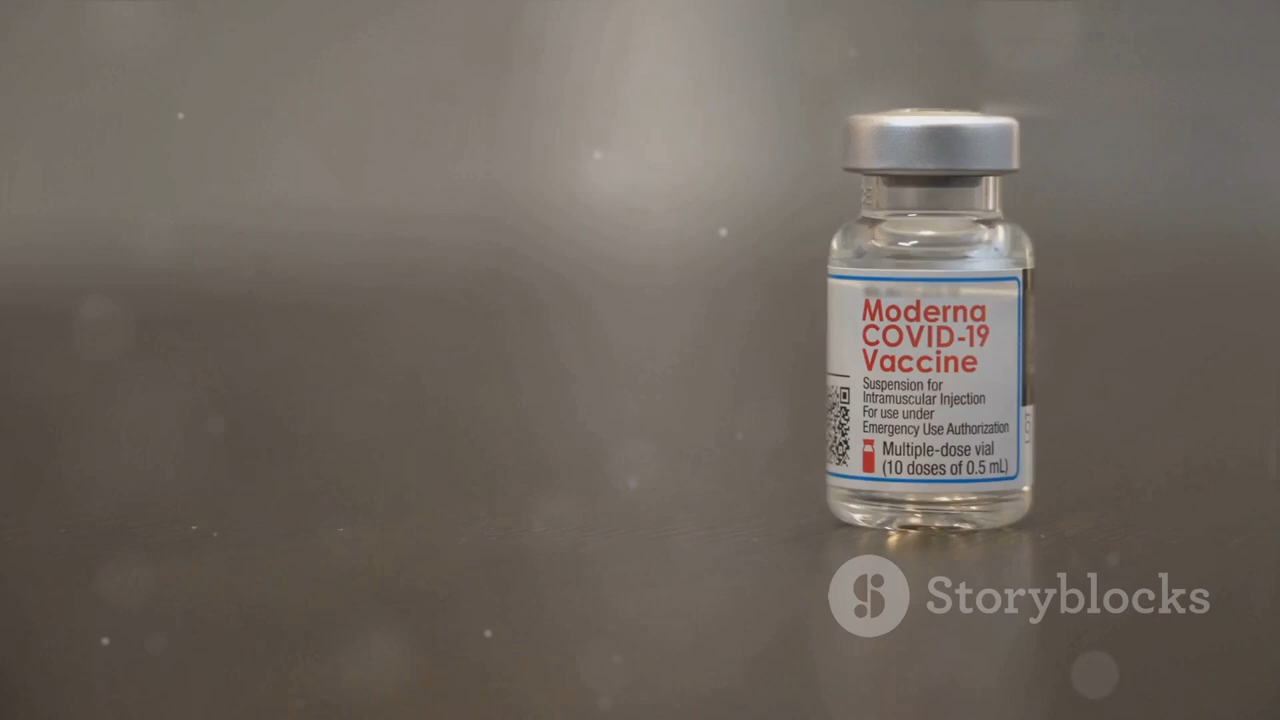 Moderna
COVID-19
Vaccine
Suspension for
Intramuscular Injection
For use under
Emergency Use Authorization
Multiple-dose vial
(10 doses of 0.5 mL)
LOT
Storyblocks